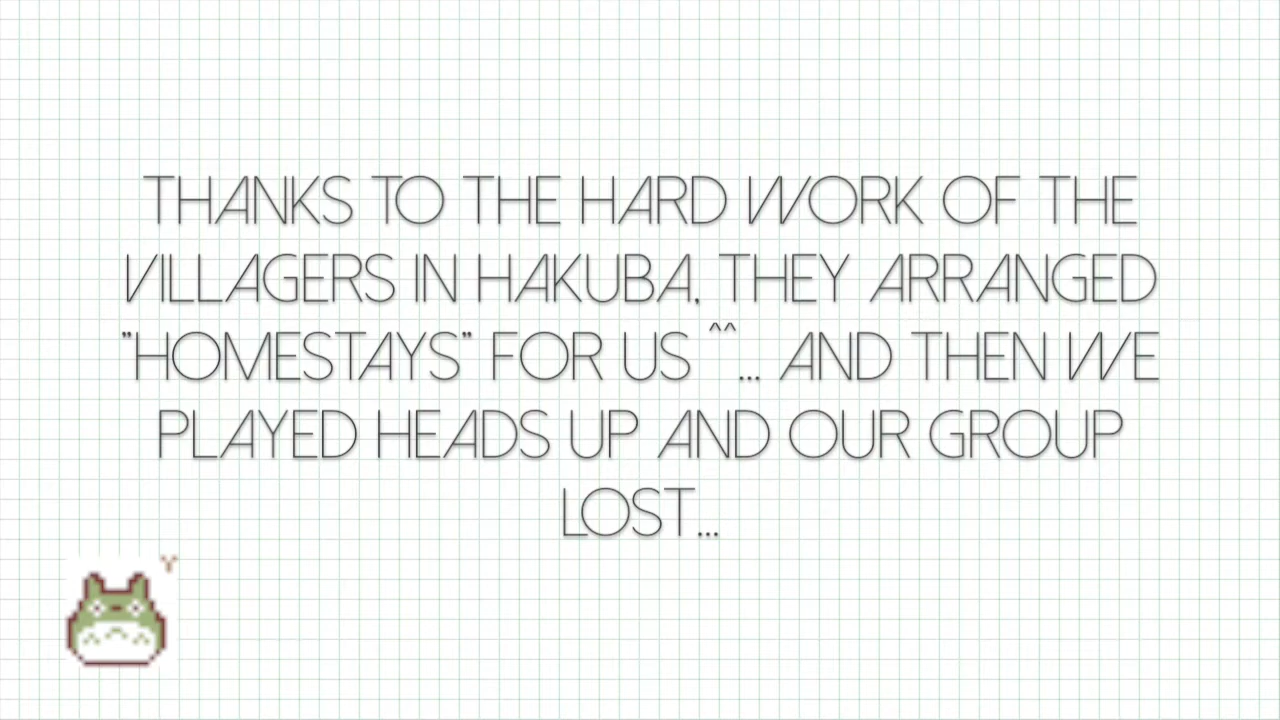 THANKS TO THE HARD WORK OF THE
VILLAGERS IN HAKUBA, THEY ARRANGED
"HOMESTAYS" FOR US ^^... AND THEN WE
PLAYED HEADS UP AND OUR GROUP
LOST...